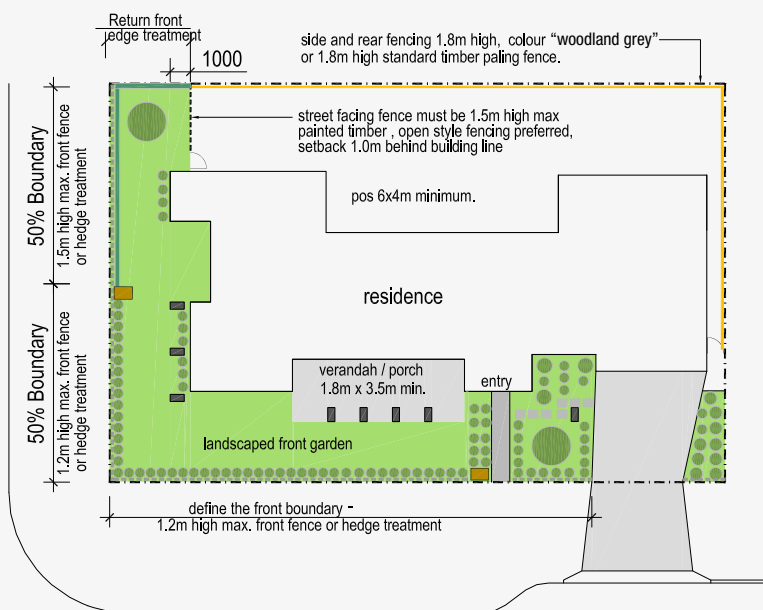 Return front
edge treatment
1000
side and rear fencing 1.8m high, colour “woodland grey”
or 1.8m high standard timber paling fence.
street facing fence must be 1.5m high max
painted timber , open style fencing preferred,
setback 1.0m behind building line
50% Boundary
1.5m high max. front fence
or hedge treatment
pos 6x4m minimum.
residence
50% Boundary
1.2m high max. front fence
or hedge treatment
verandah / porch
1.8m x 3.5m min.
entry
landscaped front garden
define the front boundary -
1.2m high max. front fence or hedge treatment